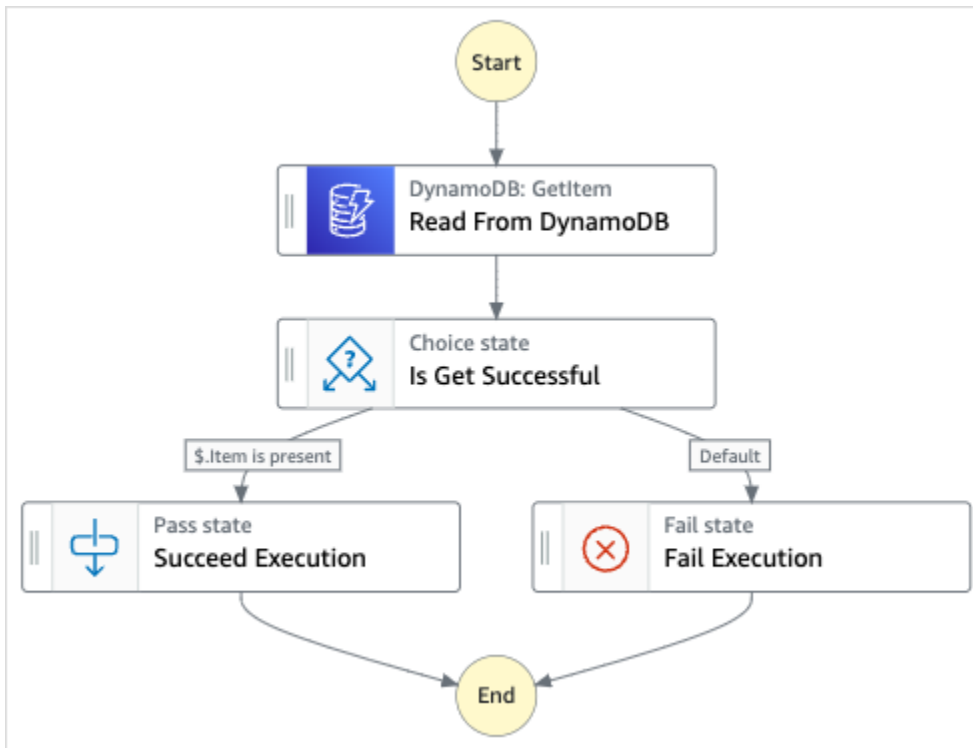 Start
DynamoDB: GetItem
Read From DynamoDB
Choice state
?
Is Get Successful
$.Item is present
Default
Pass state
Succeed Execution
Fail state
Fail Execution
End